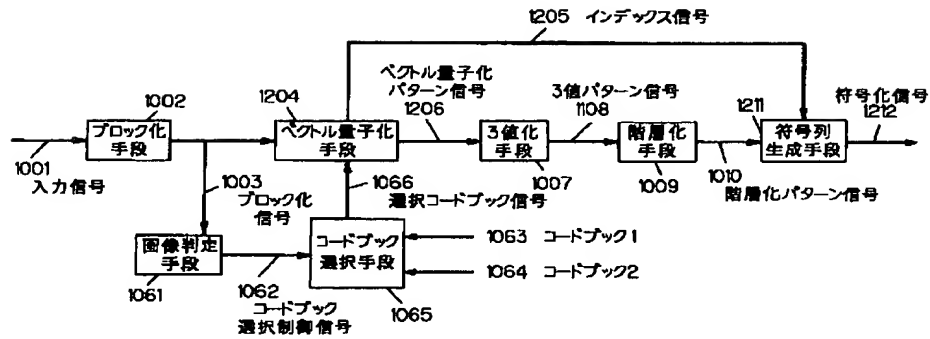 1205 インデックス信号
1002
ブロック化
手段
1204
ベクトル量子化
手段
ベクトル量子化
パターン信号
1206
3値パターン信号
1108
3値化
手段
1007
階層化
手段
1009
1211
符号列
生成手段
符号化信号
1212
1001
入力信号
1003
ブロック化
信号
1066
選択コードブック信号
1010
階層化パターン信号
画像判定
手段
1061
1062
コードブック
選択制御信号
コードブック
選択手段
1065
1063 コードブック1
1064 コードブック2